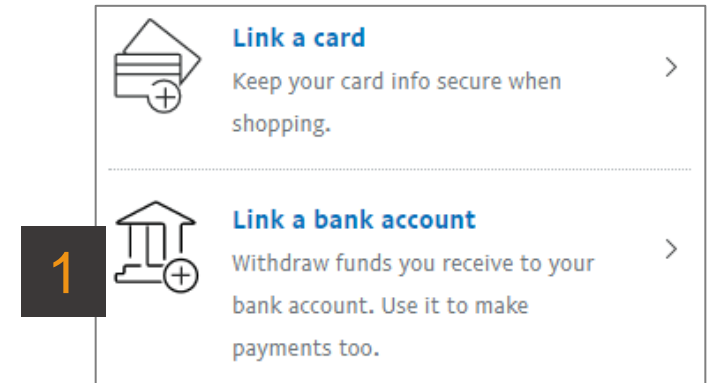 Link a card
Keep your card info secure when
shopping.
1
Link a bank account
Withdraw funds you receive to your
bank account. Use it to make
payments too.